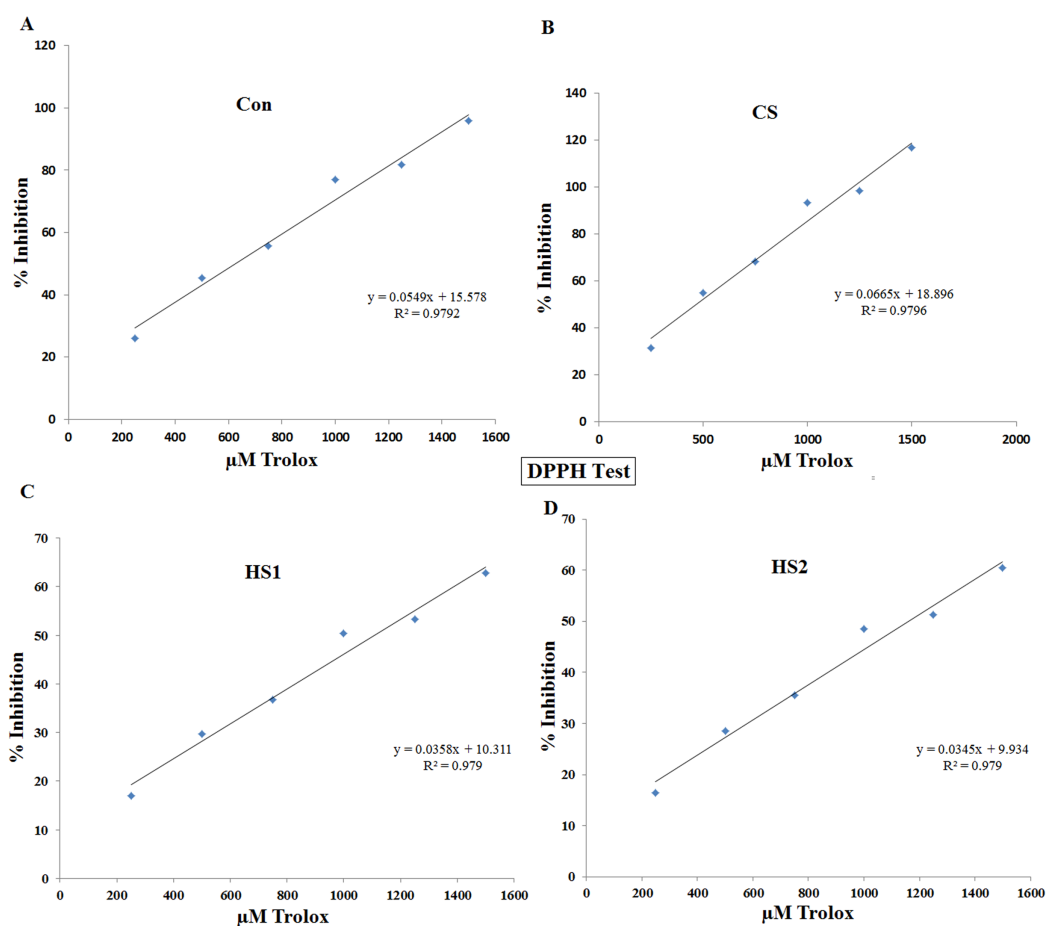 A
120
100
80
60
40
20
0
0 200 400 600 800 1000 1200 1400 1600
% Inhibition
Con
y = 0.0549x + 15.578
R² = 0.9792
µM Trolox
B
140
120
100
80
60
40
20
0
0 500 1000 1500 2000
% Inhibition
CS
y = 0.0665x + 18.896
R² = 0.9796
µM Trolox
DPPH Test
C
70
60
50
40
30
20
10
0
0 200 400 600 800 1000 1200 1400 1600
% Inhibition
HS1
y = 0.0358x + 10.311
R² = 0.979
µM Trolox
D
70
60
50
40
30
20
10
0
0 200 400 600 800 1000 1200 1400 1600
% Inhibition
HS2
y = 0.0345x + 9.934
R² = 0.979
µM Trolox